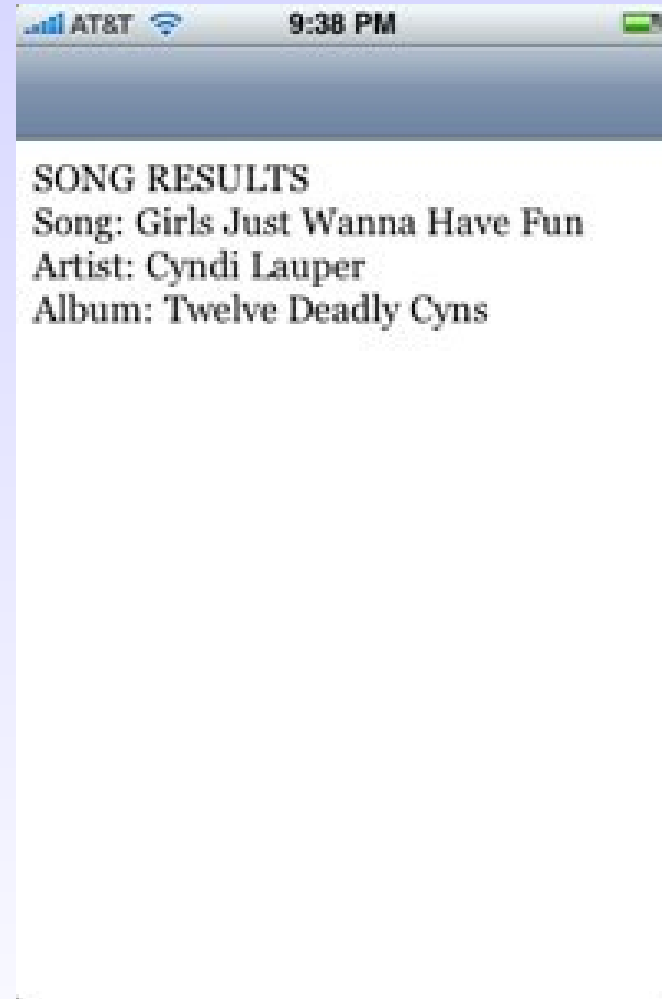 AT&T 9:38 PM
SONG RESULTS
Song: Girls Just Wanna Have Fun
Artist: Cyndi Lauper
Album: Twelve Deadly Cyns